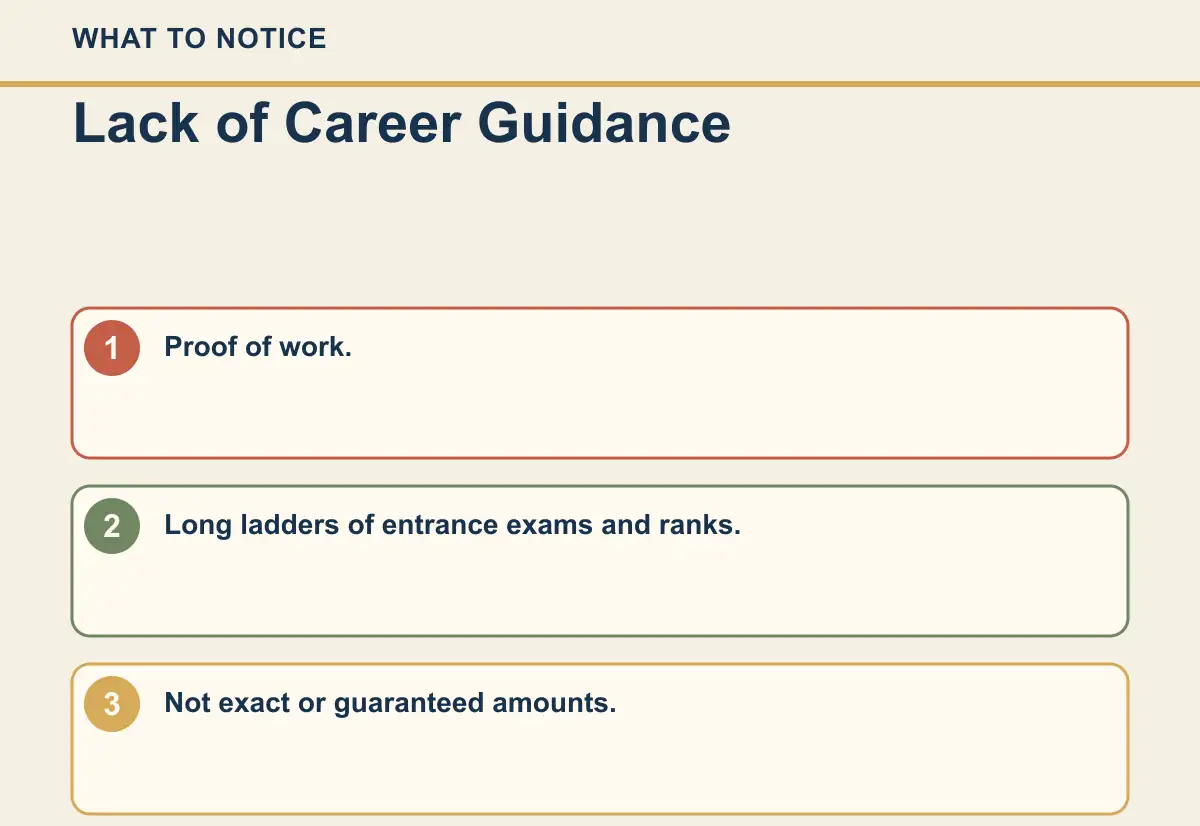 WHAT TO NOTICE
Lack of Career Guidance
1 Proof of work.
2 Long ladders of entrance exams and ranks.
3 Not exact or guaranteed amounts.